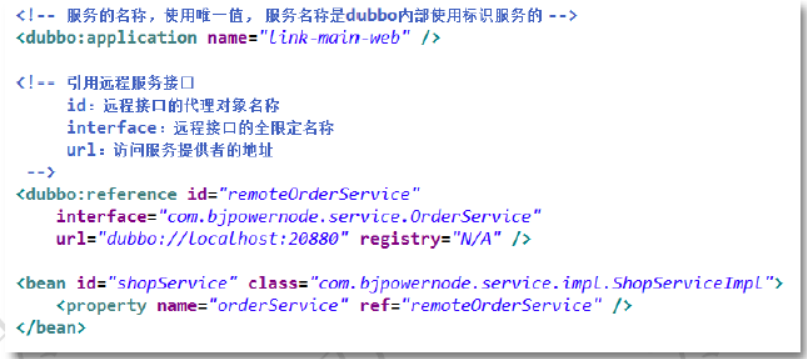 <!-- 服务的名称，使用唯一值， 服务名称是dubbo内部使用标识服务的 -->
<dubbo:application name="link-main-web" />
<!-- 引用远程服务接口
id：远程接口的代理对象名称
interface：远程接口的全限定名称
url：访问服务提供者的地址
-->
<dubbo:reference id="remoteOrderService"
interface="com.bjpowernode.service.OrderService"
url="dubbo://localhost:20880" registry="N/A" />
<bean id="shopService" class="com.bjpowernode.service.impl.ShopServiceImpl">
<property name="orderService" ref="remoteOrderService" />
</bean>